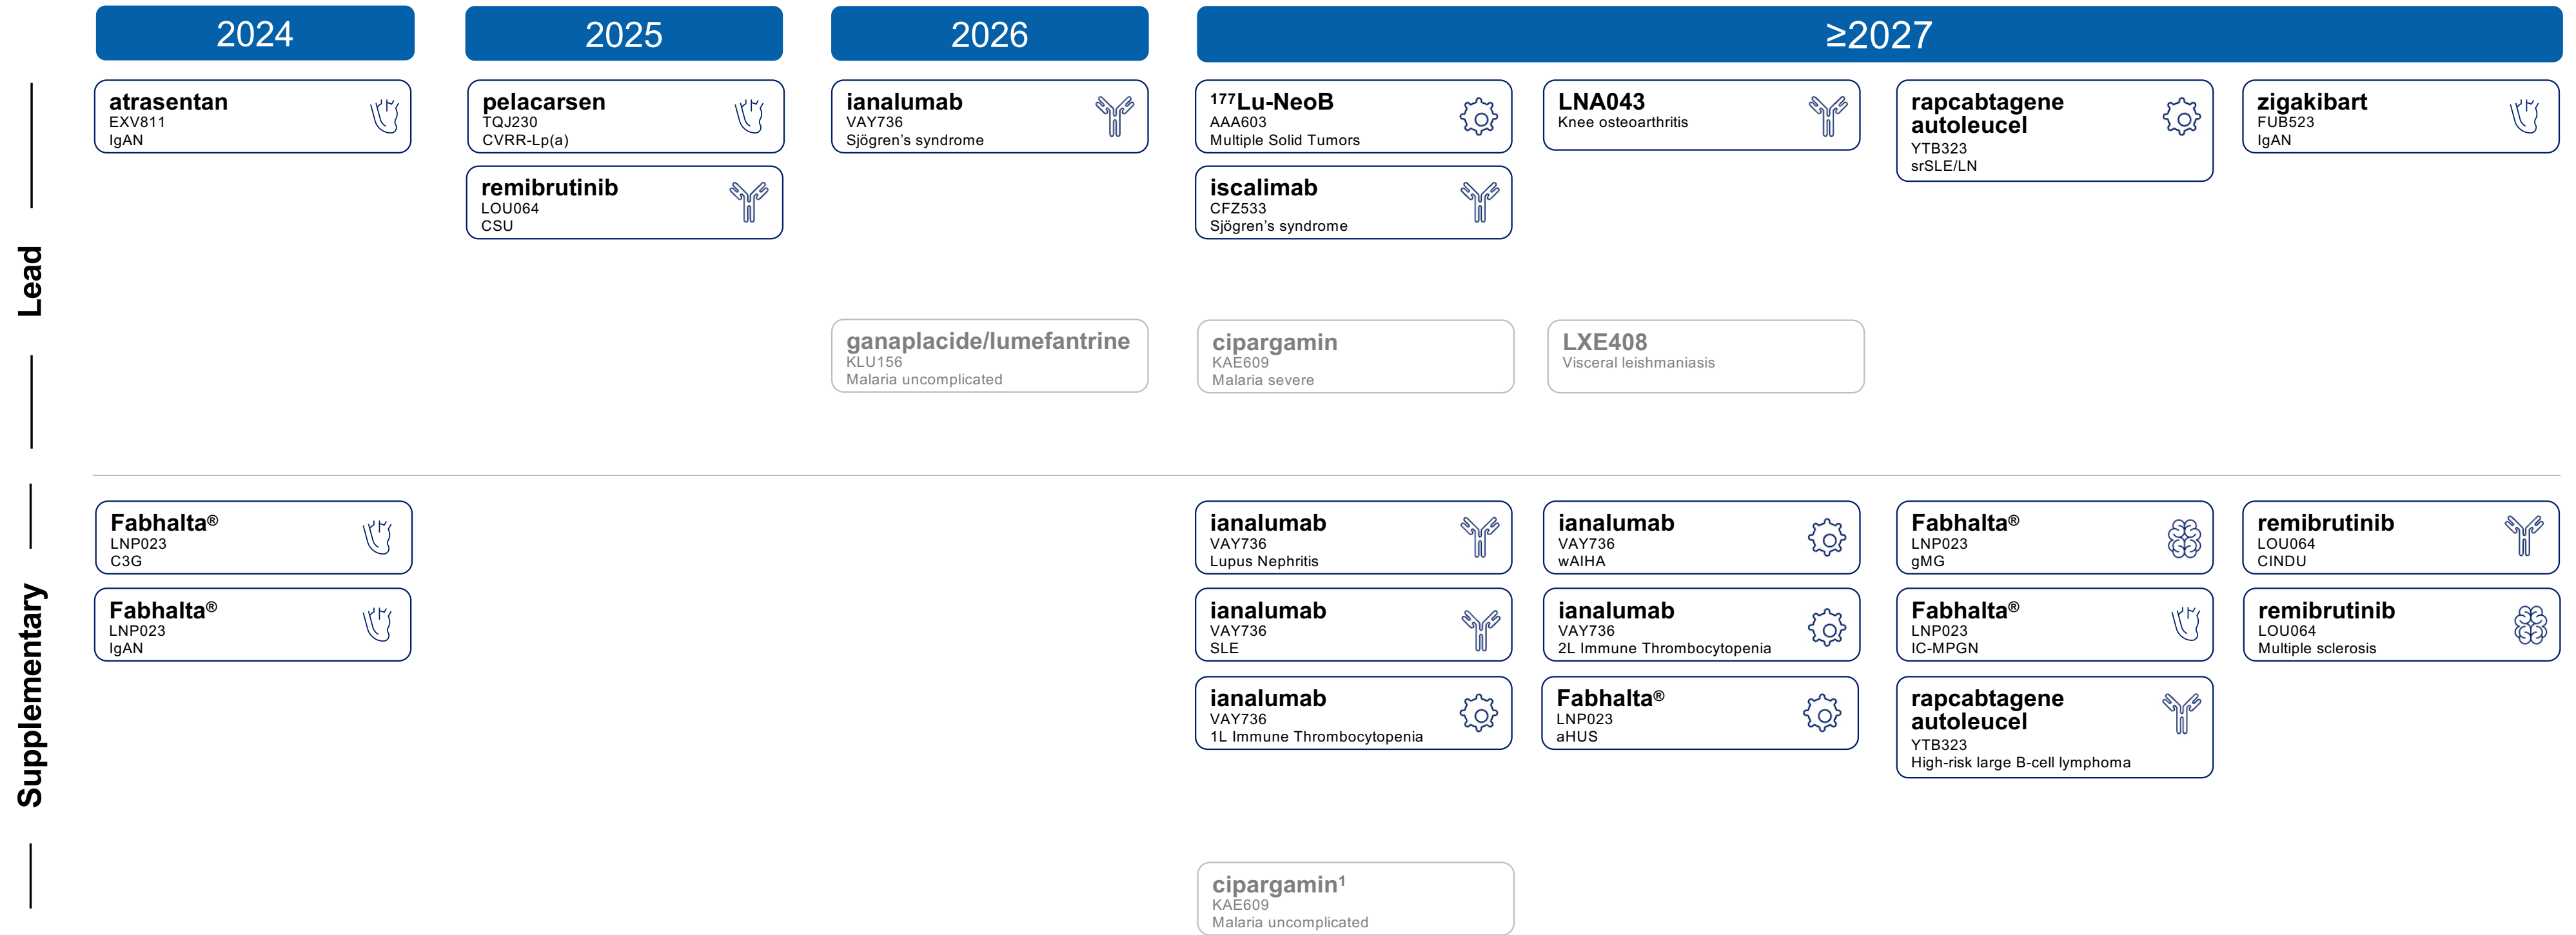 2024
2025
2026
≥2027
Lead
atrasentan
EXV811
IgAN
pelacarsen
TQJ230
CVRR-Lp(a)
remibrutinib
LOU064
CSU
ianalumab
VAY736
Sjögren’s syndrome
ganaplacide/lumefantrine
KLU156
Malaria uncomplicated
¹⁷⁷Lu-NeoB
AAA603
Multiple Solid Tumors
iscalimab
CFZ533
Sjögren’s syndrome
cipargamin
KAE609
Malaria severe
LNA043
Knee osteoarthritis
LXE408
Visceral leishmaniasis
rapcabtagene
autoleucel
YTB323
srSLE/LN
zigakibart
FUB523
IgAN
Supplementary
Fabhalta®
LNP023
C3G
Fabhalta®
LNP023
IgAN
ianalumab
VAY736
Lupus Nephritis
ianalumab
VAY736
SLE
ianalumab
VAY736
1L Immune Thrombocytopenia
cipargamin¹
KAE609
Malaria uncomplicated
ianalumab
VAY736
wAIHA
ianalumab
VAY736
2L Immune Thrombocytopenia
Fabhalta®
LNP023
aHUS
Fabhalta®
LNP023
gMG
Fabhalta®
LNP023
IC-MPGN
rapcabtagene
autoleucel
YTB323
High-risk large B-cell lymphoma
remibrutinib
LOU064
CINDU
remibrutinib
LOU064
Multiple sclerosis